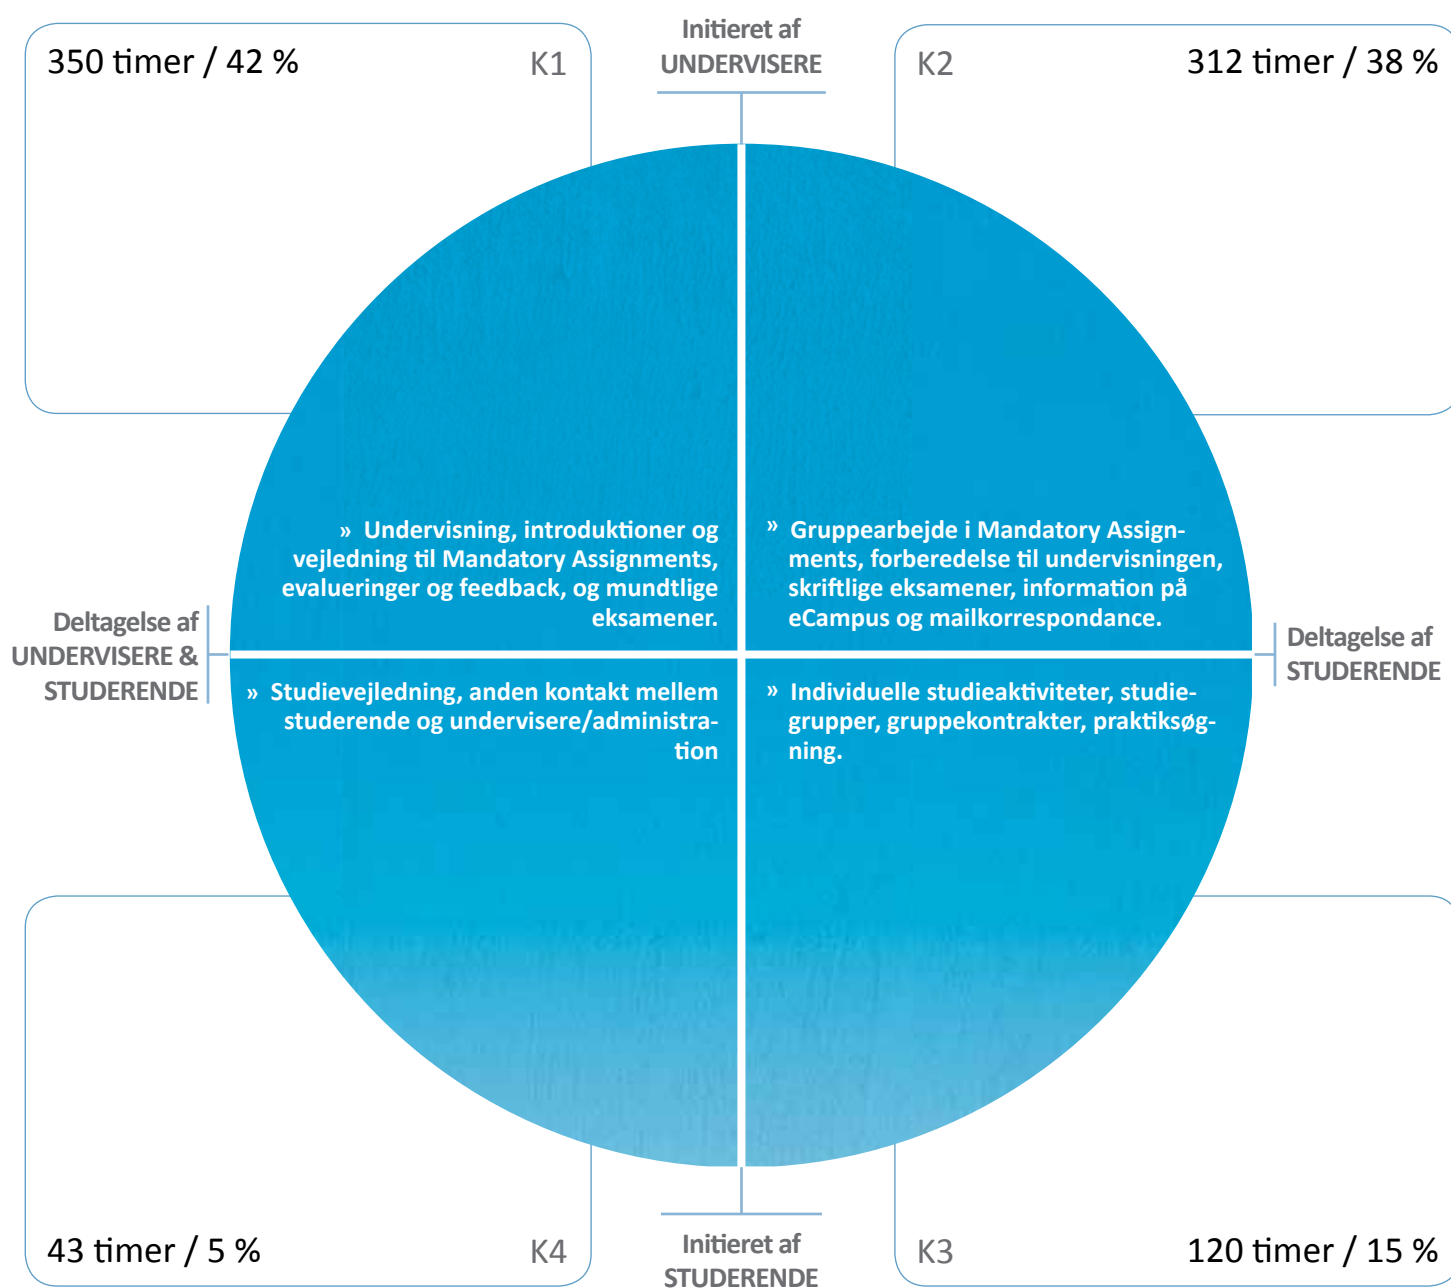 350 timer / 42 %
K1
Initieret af
UNDERVISERE
K2
312 timer / 38 %
» Undervisning, introduktioner og
vejledning til Mandatory Assignments,
evalueringer og feedback, og mundtlige
eksamener.
» Gruppearbejde i Mandatory Assign-
ments, forberedelse til undervisningen,
skriftlige eksamener, information på
eCampus og mailkorrespondance.
Deltagelse af
UNDERVISERE &
STUDERENDE
Deltagelse af
STUDERENDE
» Studievejledning, anden kontakt mellem
studerende og undervisere/administra-
tion
» Individuelle studieaktiviteter, studie-
grupper, gruppekontrakter, praktiksøg-
ning.
43 timer / 5 %
K4
Initieret af
STUDERENDE
K3
120 timer / 15 %